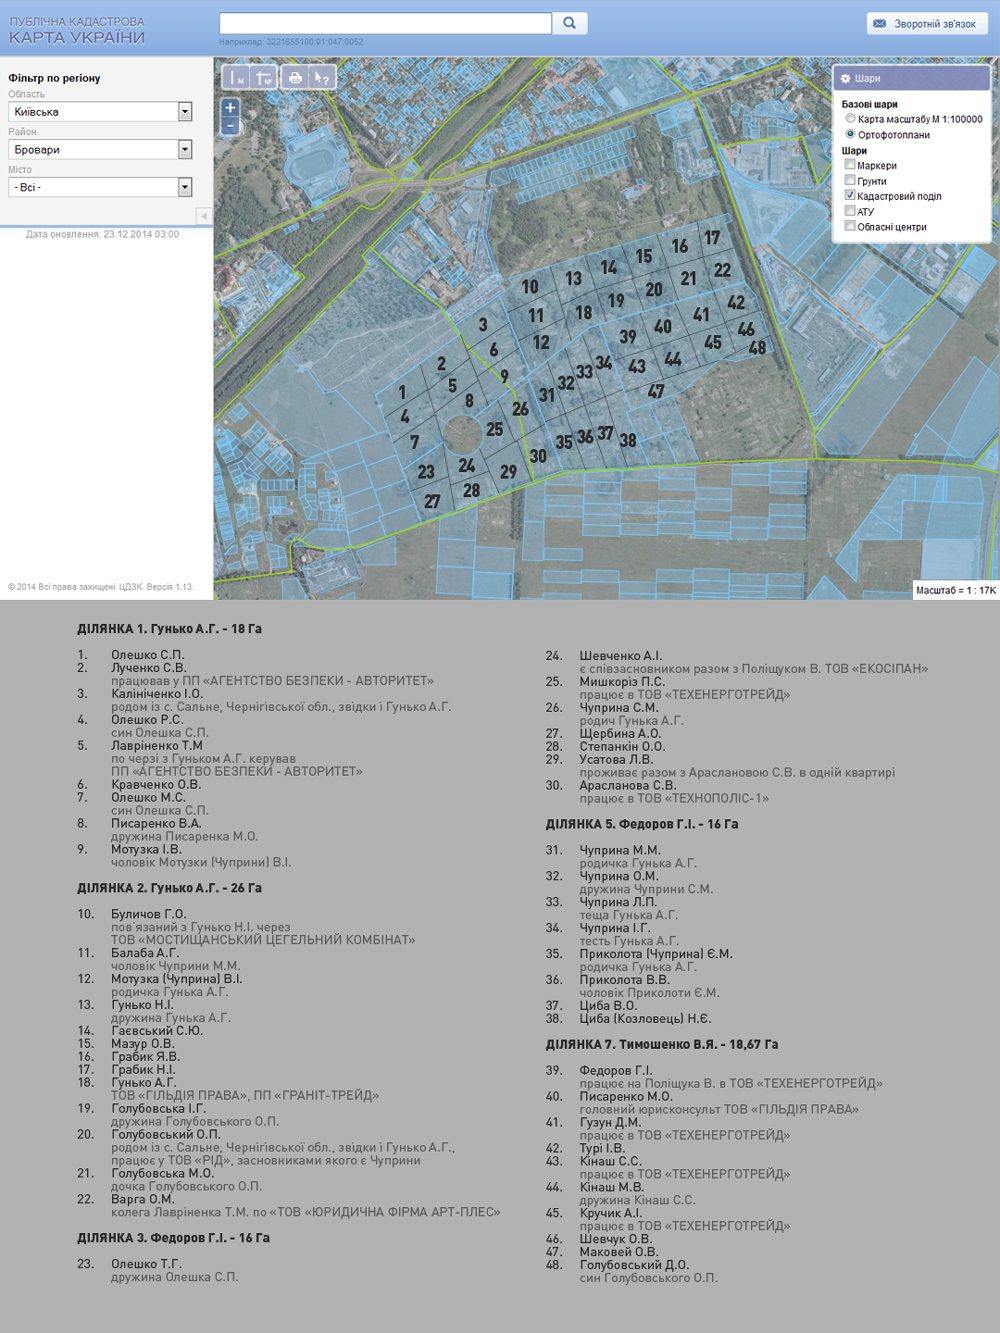 ПУБЛІЧНА КАДАСТРОВА
КАРТА УКРАЇНИ
Наприклад: 3221655100:01:047:0052
Зворотній зв'язок
Фільтр по регіону
Область
Київська
Район
Бровари
Місто
- Всі -
Дата оновлення: 23.12.2014 03:00
© 2014 Всі права захищені. ЦДЗК. Версія 1.13.
Шари
Базові шари
Карта масштабу М 1:100000
Ортофотоплани
Шари
Маркери
Грунти
Кадастровий поділ
АТУ
Обласні центри
17
16
15
14
13
10
22
21
20
19
18
11
12
3
6
9
2
5
8
1
4
7
42
41
40
39
46
45
44
43
48
47
34
33
32
31
26
25
24
23
27
28
29
30
35
36
37
38
Масштаб = 1 : 17K
ДІЛЯНКА 1. Гунько А.Г. - 18 Га
1. Олешко С.П.
2. Лученко С.В.
працював у ПП «АГЕНТСТВО БЕЗПЕКИ - АВТОРИТЕТ»
3. Калініченко І.О.
родом із с. Сальне, Чернігівської обл., звідки і Гунько А.Г.
4. Олешко Р.С.
син Олешка С.П.
5. Лавріненко Т.М
по черзі з Гуньком А.Г. керував
ПП «АГЕНТСТВО БЕЗПЕКИ - АВТОРИТЕТ»
6. Кравченко О.В.
7. Олешко М.С.
син Олешка С.П.
8. Писаренко В.А.
дружина Писаренка М.О.
9. Мотузка І.В.
чоловік Мотузки (Чуприни) В.І.
ДІЛЯНКА 2. Гунько А.Г. - 26 Га
10. Буличов Г.О.
пов'язаний з Гунько Н.І. через
ТОВ «МОСТИЩАНСЬКИЙ ЦЕГЕЛЬНИЙ КОМБІНАТ»
11. Балаба А.Г.
чоловік Чуприни М.М.
12. Мотузка (Чуприна) В.І.
родичка Гунька А.Г.
13. Гунько Н.І.
дружина Гунька А.Г.
14. Гаєвський С.Ю.
15. Мазур О.В.
16. Грабик Я.В.
17. Грабик Н.І.
18. Гунько А.Г.
ТОВ «ГІЛЬДІЯ ПРАВА», ПП «ГРАНІТ-ТРЕЙД»
19. Голубовська І.Г.
дружина Голубовського О.П.
20. Голубовський О.П.
родом із с. Сальне, Чернігівської обл., звідки і Гунько А.Г.,
працює у ТОВ «РІД», засновниками якого є Чуприни
21. Голубовська М.О.
дочка Голубовського О.П.
22. Варга О.М.
колега Лавріненка Т.М. по «ТОВ «ЮРИДИЧНА ФІРМА АРТ-ПЛЕС»
ДІЛЯНКА 3. Федоров Г.І. - 16 Га
23. Олешко Т.Г.
дружина Олешка С.П.
24. Шевченко А.І.
є співзасновником разом з Поліщуком В. ТОВ «ЕКОСІПАН»
25. Мишкоріз П.С.
працює в ТОВ «ТЕХЕНЕРГОТРЕЙД»
26. Чуприна С.М.
родич Гунька А.Г.
27. Щербина А.О.
28. Степанкін О.О.
29. Усатова Л.В.
проживає разом з Араслановою С.В. в одній квартирі
30. Арасланова С.В.
працює в ТОВ «ТЕХНОПОЛІС-1»
ДІЛЯНКА 5. Федоров Г.І. - 16 Га
31. Чуприна М.М.
родичка Гунька А.Г.
32. Чуприна О.М.
дружина Чуприни С.М.
33. Чуприна Л.П.
теща Гунька А.Г.
34. Чуприна І.Г.
тесть Гунька А.Г.
35. Приколота (Чуприна) Є.М.
родичка Гунька А.Г.
36. Приколота В.В.
чоловік Приколоти Є.М.
37. Циба В.О.
38. Циба (Козловець) Н.Є.
ДІЛЯНКА 7. Тимошенко В.Я. - 18,67 Га
39. Федоров Г.І.
працює на Поліщука В. в ТОВ «ТЕХЕНЕРГОТРЕЙД»
40. Писаренко М.О.
головний юрисконсульт ТОВ «ГІЛЬДІЯ ПРАВА»
41. Гузун Д.М.
працює в ТОВ «ТЕХЕНЕРГОТРЕЙД»
42. Турі І.В.
43. Кінаш С.С.
працює в ТОВ «ТЕХЕНЕРГОТРЕЙД»
44. Кінаш М.В.
дружина Кінаш С.С.
45. Кручик А.І.
працює в ТОВ «ТЕХЕНЕРГОТРЕЙД»
46. Шевчук О.В.
47. Маковей О.В.
48. Голубовський Д.О.
син Голубовського О.П.